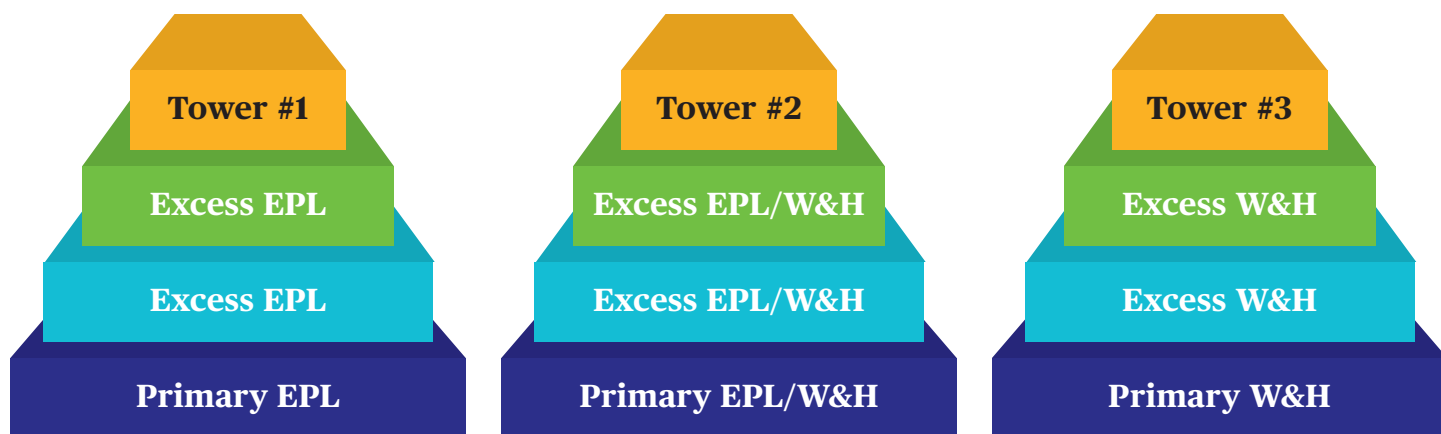 Tower #1
Excess EPL
Excess EPL
Primary EPL
Tower #2
Excess EPL/W&H
Excess EPL/W&H
Primary EPL/W&H
Tower #3
Excess W&H
Excess W&H
Primary W&H